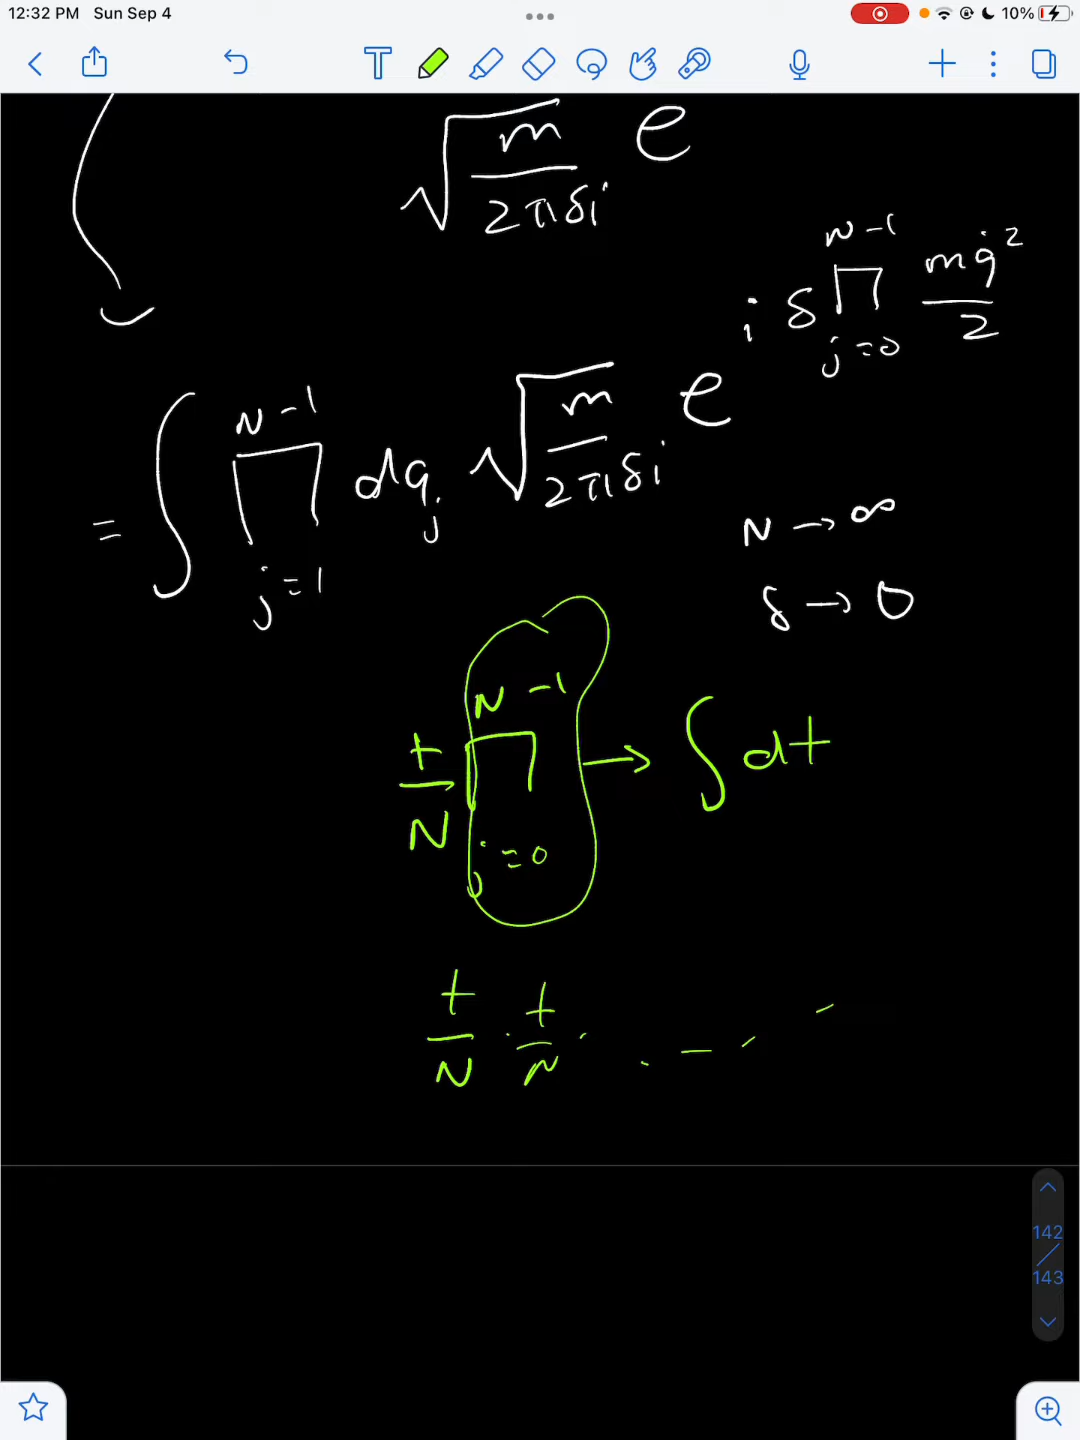 12:32 PM Sun Sep 4
10%
T
√(m/2πδi) e
= ∫ ∏_{j=1}^{N-1} dq_j √(m/2πδi) e^{i δ ∏_{j=0}^{N-1} mq̇²/2}
N → ∞
δ → 0
t/N ∏_{j=0}^{N-1} → ∫ dt
t/N · t/N · . – – –
142
/
143